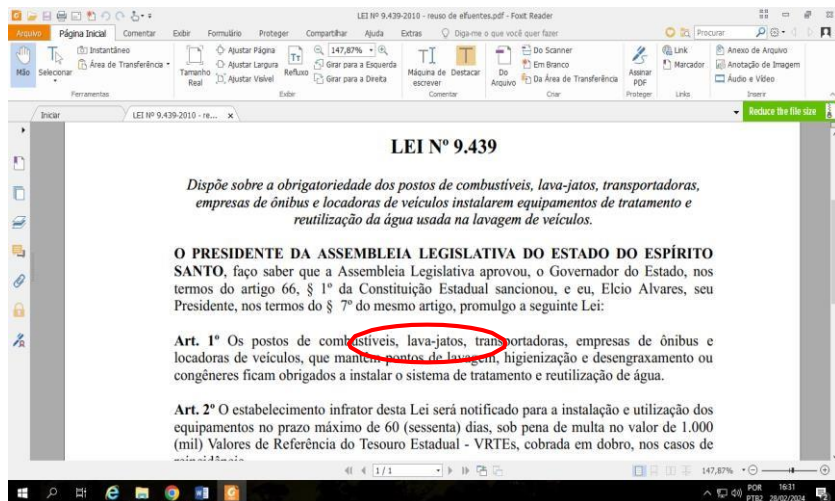 LEI Nº 9.439-2010 - reuso de elfuentes.pdf - Foxit Reader
Arquivo Página Inicial Comentar Exibir Formulário Proteger Compartilhar Ajuda Extras Diga-me o que você quer fazer Procurar
Mão
Selecionar
Instantâneo
Área de Transferência
Ferramentas
Tamanho Real
Ajustar Página
Ajustar Largura
Ajustar Visível
Refluxo
147,87%
Girar para a Esquerda
Girar para a Direita
Exibir
Máquina de escrever
Destacar
Comentar
Do Arquivo
Do Scanner
Em Branco
Da Área de Transferência
Criar
Assinar PDF
Proteger
Link
Marcador
Links
Anexo de Arquivo
Anotação de Imagem
Áudio e Vídeo
Inserir
Iniciar LEI Nº 9.439-2010 - re... x Reduce the file size
LEI Nº 9.439
Dispõe sobre a obrigatoriedade dos postos de combustíveis, lava-jatos, transportadoras,
empresas de ônibus e locadoras de veículos instalarem equipamentos de tratamento e
reutilização da água usada na lavagem de veículos.
O PRESIDENTE DA ASSEMBLEIA LEGISLATIVA DO ESTADO DO ESPÍRITO
SANTO, faço saber que a Assembleia Legislativa aprovou, o Governador do Estado, nos
termos do artigo 66, § 1º da Constituição Estadual sancionou, e eu, Elcio Alvares, seu
Presidente, nos termos do § 7º do mesmo artigo, promulgo a seguinte Lei:
Art. 1º Os postos de combustíveis, lava-jatos, transportadoras, empresas de ônibus e
locadoras de veículos, que mantêm pontos de lavagem, higienização e desengraxamento ou
congêneres ficam obrigados a instalar o sistema de tratamento e reutilização de água.
Art. 2º O estabelecimento infrator desta Lei será notificado para a instalação e utilização dos
equipamentos no prazo máximo de 60 (sessenta) dias, sob pena de multa no valor de 1.000
(mil) Valores de Referência do Tesouro Estadual - VRTEs, cobrada em dobro, nos casos de
1 / 1 147,87%
POR 16:31
PTB2 28/02/2024